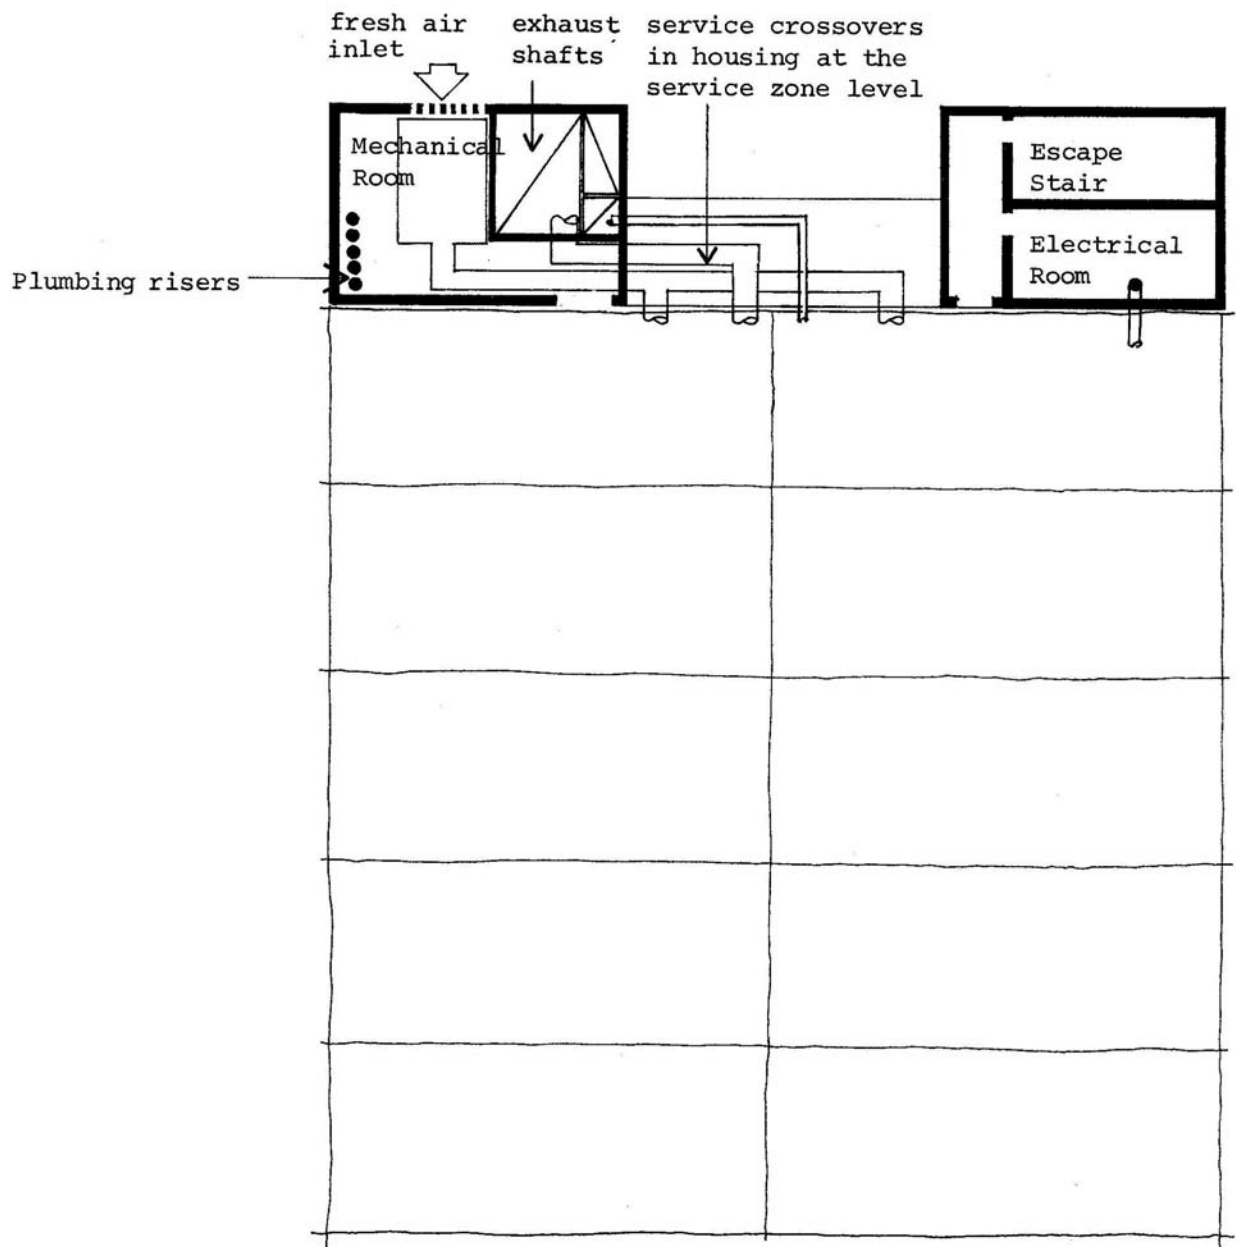 fresh air
inlet
exhaust
shafts
service crossovers
in housing at the
service zone level
Mechanical
Room
Escape
Stair
Electrical
Room
Plumbing risers